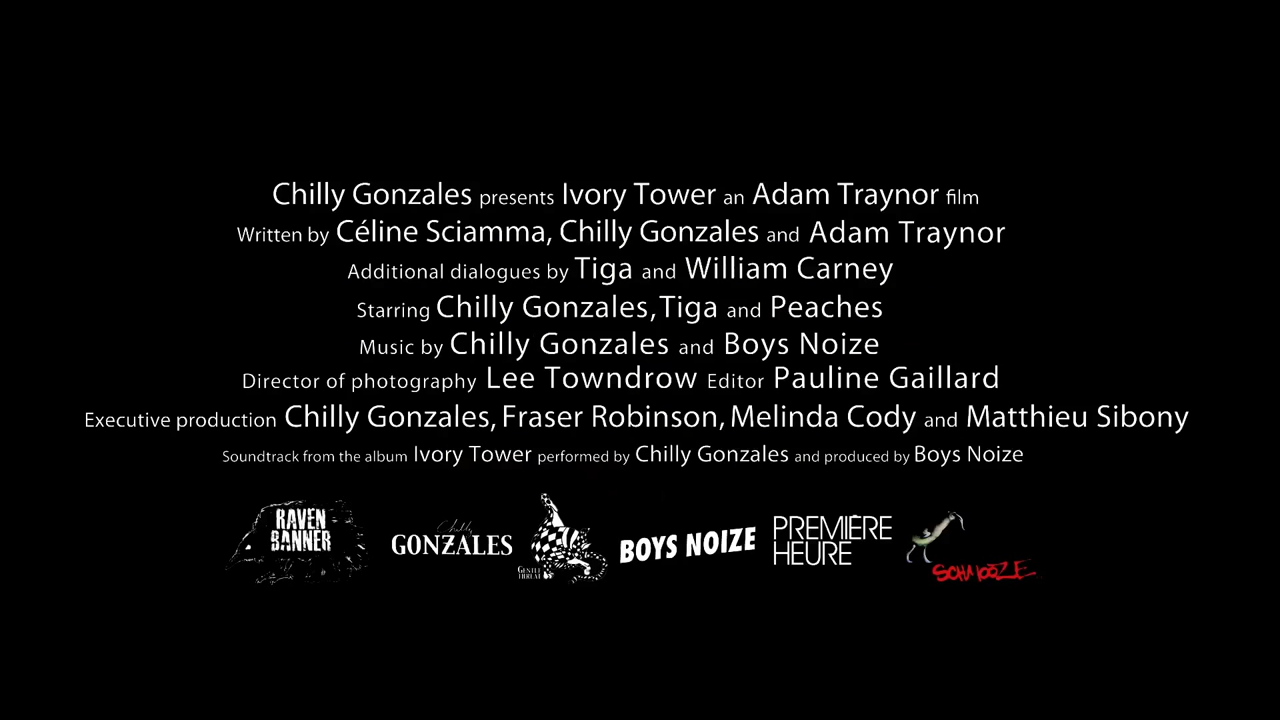 Chilly Gonzales presents Ivory Tower an Adam Traynor film
Written by Céline Sciamma, Chilly Gonzales and Adam Traynor
Additional dialogues by Tiga and William Carney
Starring Chilly Gonzales, Tiga and Peaches
Music by Chilly Gonzales and Boys Noize
Director of photography Lee Towndrow Editor Pauline Gaillard
Executive production Chilly Gonzales, Fraser Robinson, Melinda Cody and Matthieu Sibony
Soundtrack from the album Ivory Tower performed by Chilly Gonzales and produced by Boys Noize
RAVEN
BANNER
Chilly
GONZALES
GENTLE
THREAT
BOYS NOIZE
PREMIÈRE
HEURE
SCHMOOZE